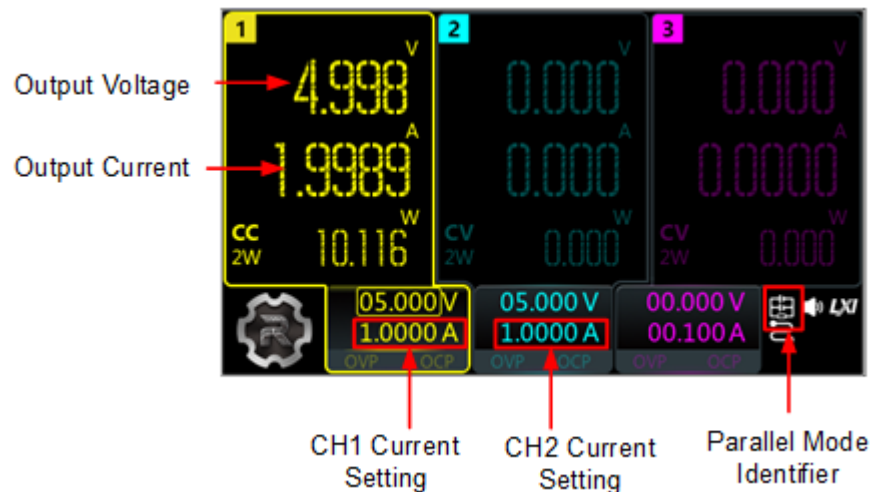 1
2
3
Output Voltage
4.998 V
0.000 V
0.000 V
Output Current
1.9989 A
0.000 A
0.0000 A
CC
2W
10.116 W
CV
2W
0.000 W
CV
2W
0.000 W
05.000 V
05.000 V
00.000 V
LXI
1.0000 A
1.0000 A
00.100 A
OVP OCP
OVP OCP
OVP OCP
CH1 Current
Setting
CH2 Current
Setting
Parallel Mode
Identifier